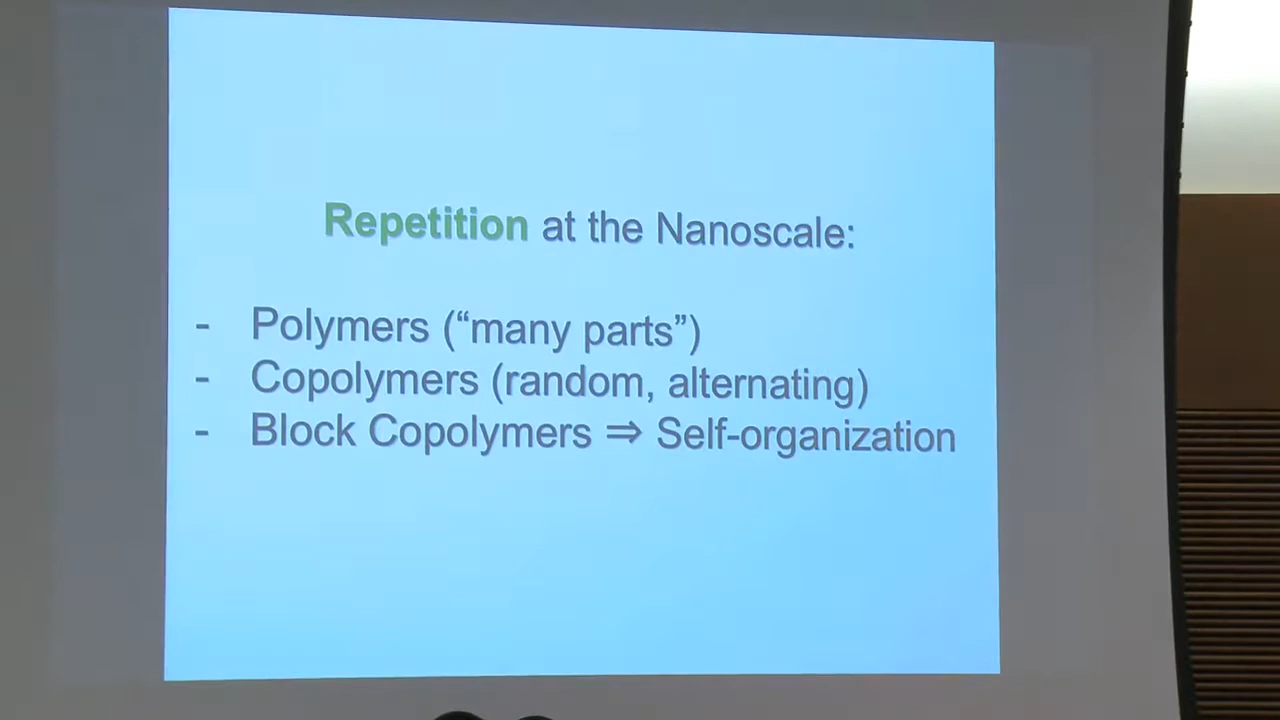 Repetition at the Nanoscale:
- Polymers (“many parts”)
- Copolymers (random, alternating)
- Block Copolymers ⇒ Self-organization